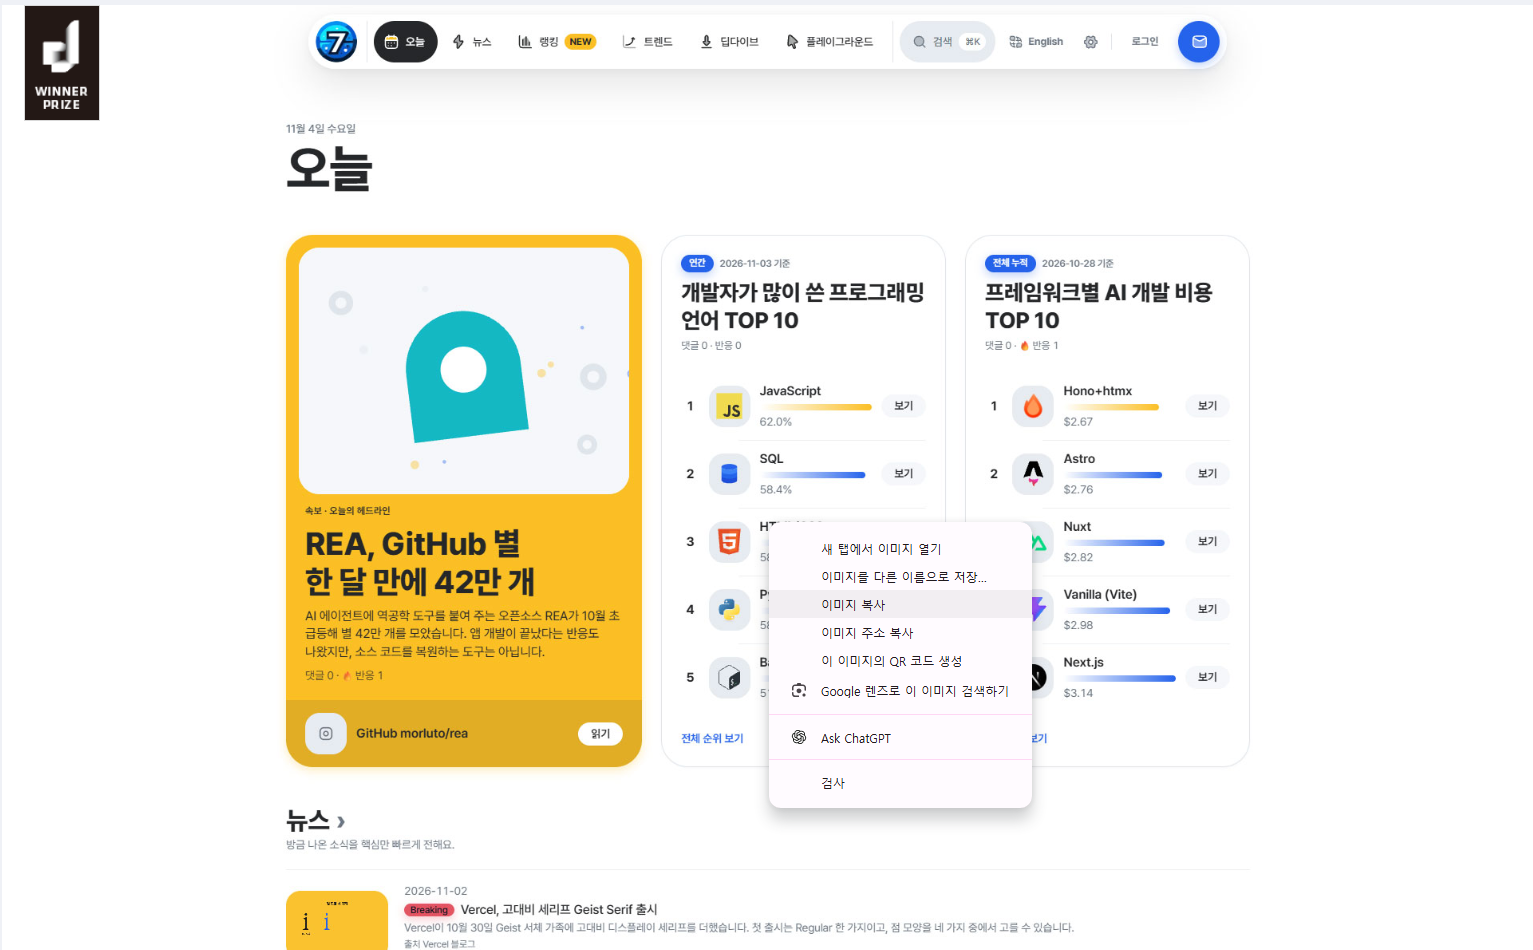 WINNER
PRIZE
7
오늘
뉴스
랭킹 NEW
트렌드
딥다이브
플레이그라운드
검색 ⌘K
English
로그인
11월 4일 수요일
오늘
속보 · 오늘의 헤드라인
REA, GitHub 별
한 달 만에 42만 개
AI 에이전트에 역공학 도구를 붙여 주는 오픈소스 REA가 10월 초
급등해 별 42만 개를 모았습니다. 앱 개발이 끝났다는 반응도
나왔지만, 소스 코드를 복원하는 도구는 아닙니다.
댓글 0 · 반응 1
GitHub morluto/rea
읽기
연간 2026-11-03 기준
개발자가 많이 쓴 프로그래밍
언어 TOP 10
댓글 0 · 반응 0
1 JS JavaScript 보기
62.0%
2 SQL 보기
58.4%
3
58
4
5
전체 순위 보기
전체 누적 2026-10-28 기준
프레임워크별 AI 개발 비용
TOP 10
댓글 0 · 반응 1
1 Hono+htmx 보기
$2.67
2 Astro 보기
$2.76
Nuxt 보기
$2.82
Vanilla (Vite) 보기
$2.98
Next.js 보기
$3.14
보기
새 탭에서 이미지 열기
이미지를 다른 이름으로 저장...
이미지 복사
이미지 주소 복사
이 이미지의 QR 코드 생성
Google 렌즈로 이 이미지 검색하기
Ask ChatGPT
검사
뉴스 ›
방금 나온 소식을 핵심만 빠르게 전해요.
i i
2026-11-02
Breaking Vercel, 고대비 세리프 Geist Serif 출시
Vercel이 10월 30일 Geist 서체 가족에 고대비 디스플레이 세리프를 더했습니다. 첫 출시는 Regular 한 가지이고, 점 모양을 네 가지 중에서 고를 수 있습니다.
출처 Vercel 블로그